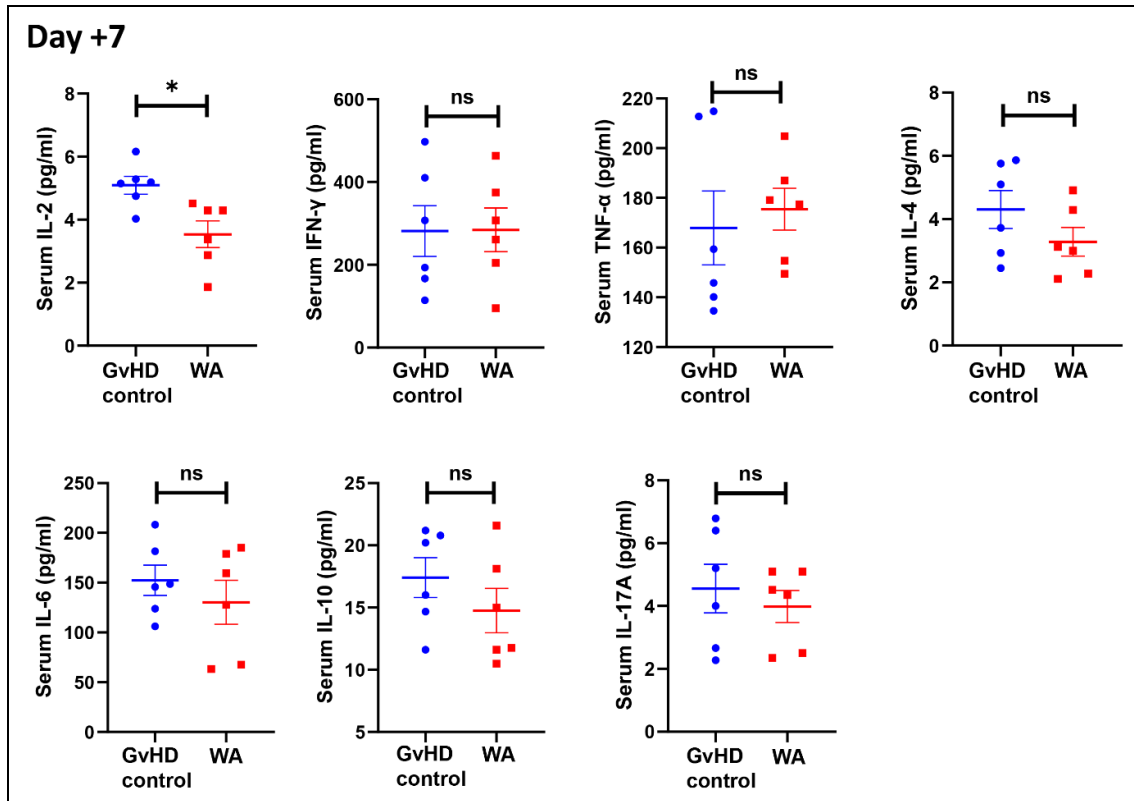 Day +7
*
Serum IL-2 (pg/ml)
8
6
4
2
0
GvHD
control
WA
ns
Serum IFN-γ (pg/ml)
600
400
200
0
GvHD
control
WA
ns
Serum TNF-α (pg/ml)
220
200
180
160
140
120
GvHD
control
WA
ns
Serum IL-4 (pg/ml)
8
6
4
2
0
GvHD
control
WA
ns
Serum IL-6 (pg/ml)
250
200
150
100
50
0
GvHD
control
WA
ns
Serum IL-10 (pg/ml)
25
20
15
10
5
GvHD
control
WA
ns
Serum IL-17A (pg/ml)
8
6
4
2
0
GvHD
control
WA